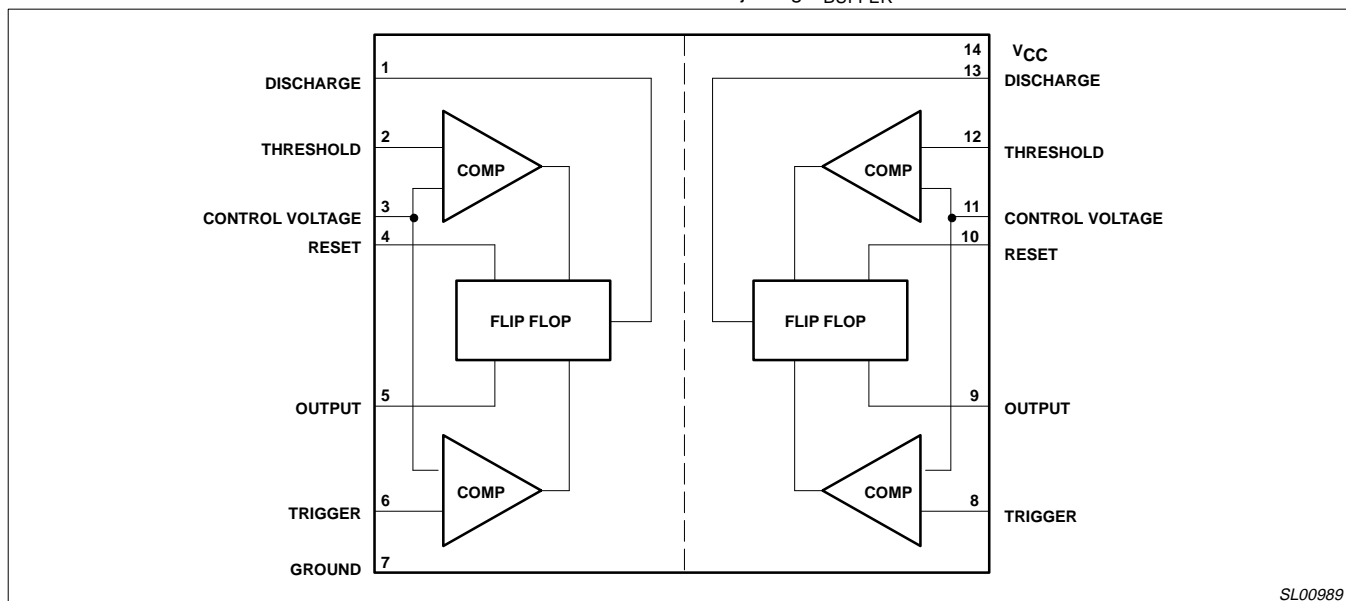 BUFFER
14 VCC
1
13 DISCHARGE
DISCHARGE
2
THRESHOLD
COMP
12
THRESHOLD
COMP
3
CONTROL VOLTAGE
11
CONTROL VOLTAGE
4
RESET
10
RESET
FLIP FLOP
FLIP FLOP
5
OUTPUT
9
OUTPUT
COMP
COMP
6
TRIGGER
8
TRIGGER
7
GROUND
SL00989